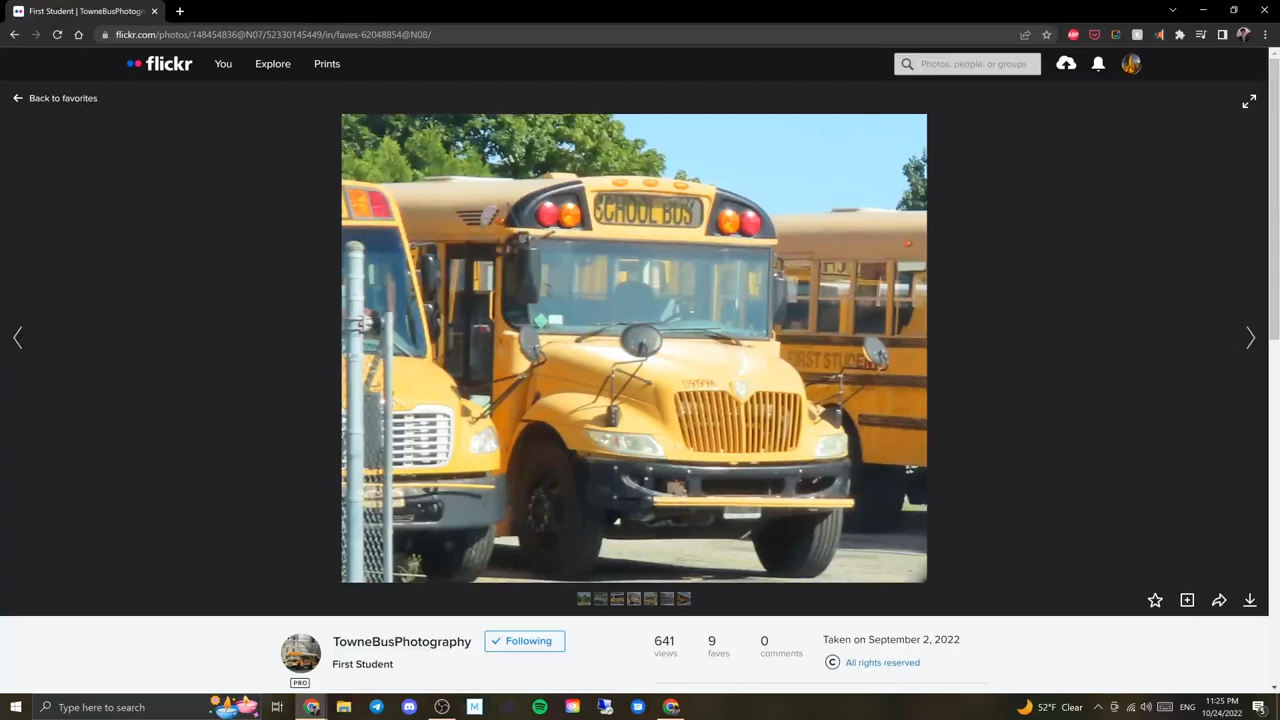 First Student | TowneBusPhotogr
flickr.com/photos/148454836@N07/52330145449/in/faves-62048854@N08/
flickr
You
Explore
Prints
Photos, people, or groups
Back to favorites
SCHOOL BUS
FIRST STUDENT
TowneBusPhotography
Following
First Student
PRO
641
views
9
faves
0
comments
Taken on September 2, 2022
All rights reserved
Type here to search
52°F Clear
ENG
11:25 PM
10/24/2022